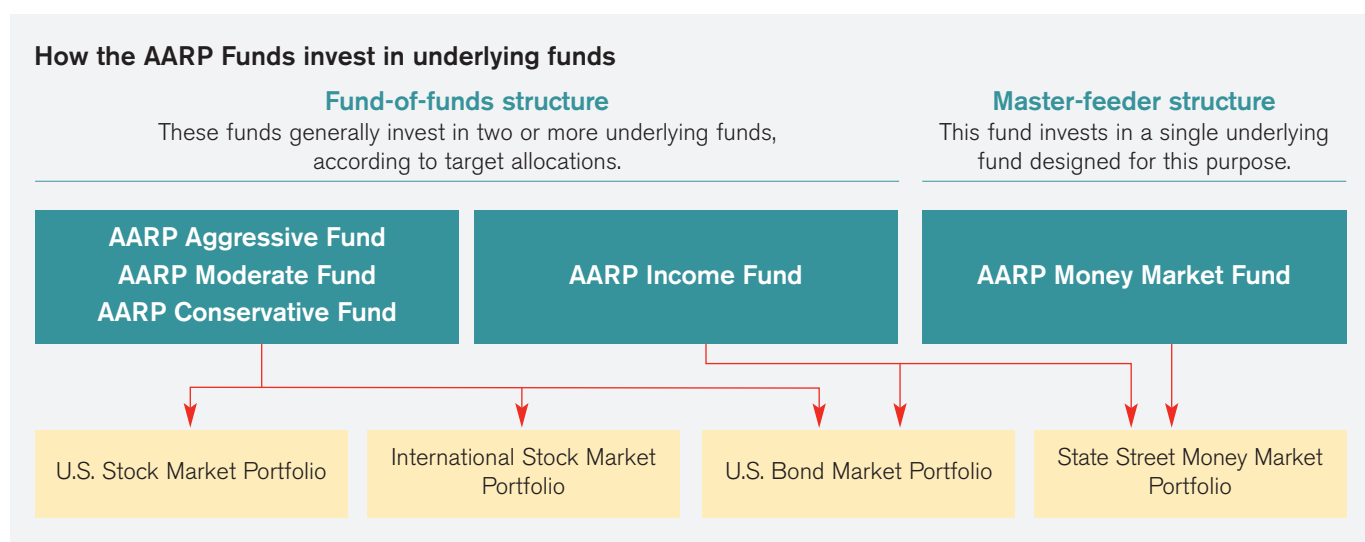 How the AARP Funds invest in underlying funds
Fund-of-funds structure
These funds generally invest in two or more underlying funds,
according to target allocations.
Master-feeder structure
This fund invests in a single underlying
fund designed for this purpose.
AARP Aggressive Fund
AARP Moderate Fund
AARP Conservative Fund
AARP Income Fund
AARP Money Market Fund
U.S. Stock Market Portfolio
International Stock Market
Portfolio
U.S. Bond Market Portfolio
State Street Money Market
Portfolio